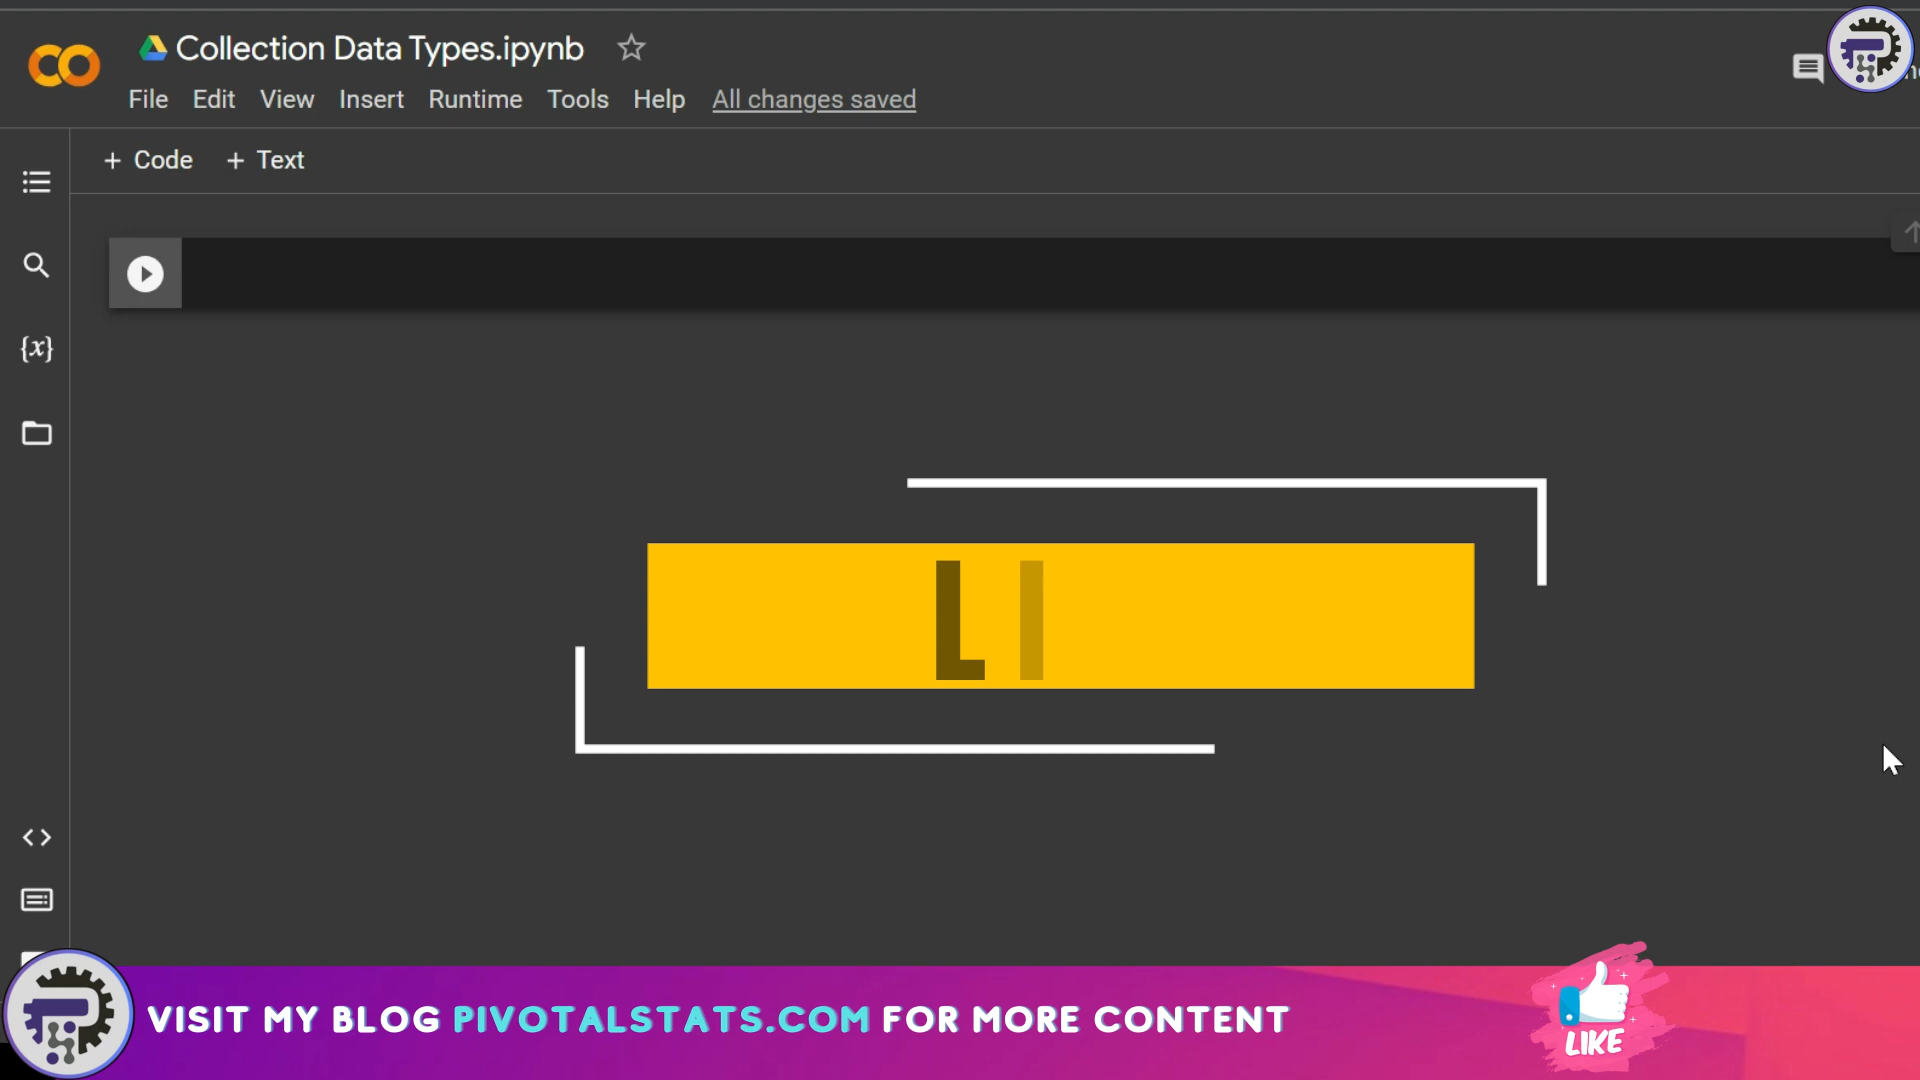 Collection Data Types.ipynb
File Edit View Insert Runtime Tools Help All changes saved
+ Code + Text
{x}
L I
VISIT MY BLOG PIVOTALSTATS.COM FOR MORE CONTENT
LIKE